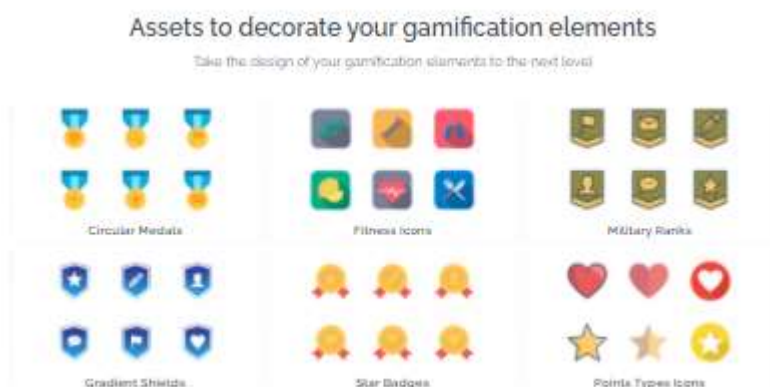 Assets to decorate your gamification elements
Take the design of your gamification elements to the next level
Circular Medals
Fitness Icons
Military Ranks
Gradient Shields
Star Badges
Points Types Icons